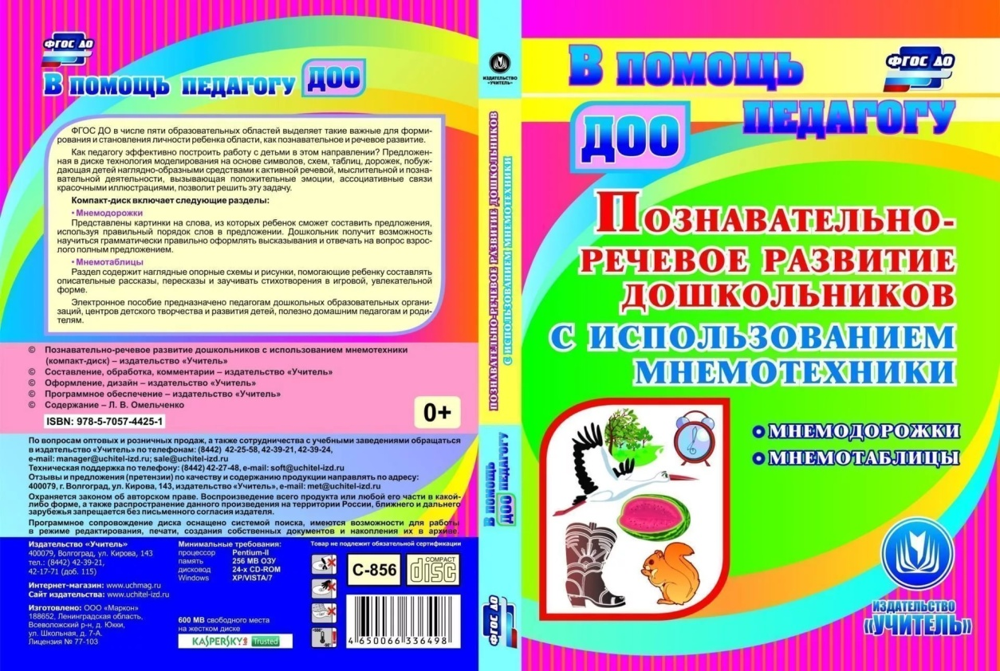 ФГОС ДО
В ПОМОЩЬ ПЕДАГОГУ ДОО
ФГОС ДО в числе пяти образовательных областей выделяет такие важные для форми-
рования и становления личности ребенка области, как познавательное и речевое развитие.
Как педагогу эффективно построить работу с детьми в этом направлении? Предложен-
ная в диске технология моделирования на основе символов, схем, таблиц, дорожек, побуж-
дающая детей наглядно-образными средствами к активной речевой, мыслительной и позна-
вательной деятельности, вызывающая положительные эмоции, ассоциативные связи
красочными иллюстрациями, позволит решить эту задачу.
Компакт-диск включает следующие разделы:
• Мнемодорожки
Представлены картинки на слова, из которых ребенок сможет составить предложения,
используя правильный порядок слов в предложении. Дошкольник получит возможность
научиться грамматически правильно оформлять высказывания и отвечать на вопрос взрос-
лого полным предложением.
• Мнемотаблицы
Раздел содержит наглядные опорные схемы и рисунки, помогающие ребенку составлять
описательные рассказы, пересказы и заучивать стихотворения в игровой, увлекательной
форме.
Электронное пособие предназначено педагогам дошкольных образовательных органи-
заций, центров детского творчества и развития детей, полезно домашним педагогам и роди-
телям.
© Познавательно-речевое развитие дошкольников с использованием мнемотехники
(компакт-диск) – издательство «Учитель»
© Составление, обработка, комментарии – издательство «Учитель»
© Оформление, дизайн – издательство «Учитель»
© Программное обеспечение – издательство «Учитель»
© Содержание – Л. В. Омельченко
ISBN: 978-5-7057-4425-1
0+
По вопросам оптовых и розничных продаж, а также сотрудничества с учебными заведениями обращаться
в издательство «Учитель» по телефонам: (8442) 42-25-58, 42-39-21, 42-39-24,
e-mail: manager@uchitel-izd.ru; sale@uchitel-izd.ru
Техническая поддержка по телефону: (8442) 42-27-48, e-mail: soft@uchitel-izd.ru
Отзывы и предложения (претензии) по качеству и содержанию продукции направлять по адресу:
400079, г. Волгоград, ул. Кирова, 143, издательство «Учитель», e-mail: met@uchitel-izd.ru
Охраняется законом об авторском праве. Воспроизведение всего продукта или любой его части в какой-
либо форме, а также распространение данного произведения на территории России, ближнего и дальнего
зарубежья запрещается без письменного согласия издателя.
Программное сопровождение диска оснащено системой поиска, имеются возможности для работы
в режиме редактирования, печати, создания собственных документов и накопления их в архиве.
Издательство «Учитель»
400079, Волгоград, ул. Кирова, 143
тел.: (8442) 42-39-21,
42-17-71 (доб. 115)
Интернет-магазин: www.uchmag.ru
Сайт издательства: www.uchitel-izd.ru
Изготовлено: ООО «Маркон»
188652, Ленинградская область,
Всеволожский р-н, д. Юкки,
ул. Школьная, д. 7-А.
Лицензия № 77-103
Минимальные требования:
процессор Pentium-II
память 256 МВ ОЗУ
дисковод 24-х CD-ROM
Windows XP/VISTA/7
600 МВ свободного места
на жестком диске
KASPERSKY lab Trusted
Товар не подлежит обязательной сертификации
С-856
COMPACT
disc
4 650066 336498
ИЗДАТЕЛЬСТВО
«УЧИТЕЛЬ»
ПОЗНАВАТЕЛЬНО-РЕЧЕВОЕ РАЗВИТИЕ ДОШКОЛЬНИКОВ
С ИСПОЛЬЗОВАНИЕМ МНЕМОТЕХНИКИ
В ПОМОЩЬ
ДОО ПЕДАГОГУ
ФГОС ДО
В ПОМОЩЬ
ФГОС ДО
ПЕДАГОГУ
ДОО
ПОЗНАВАТЕЛЬНО-
РЕЧЕВОЕ РАЗВИТИЕ
ДОШКОЛЬНИКОВ
С ИСПОЛЬЗОВАНИЕМ
МНЕМОТЕХНИКИ
• МНЕМОДОРОЖКИ
• МНЕМОТАБЛИЦЫ
ИЗДАТЕЛЬСТВО
«УЧИТЕЛЬ»